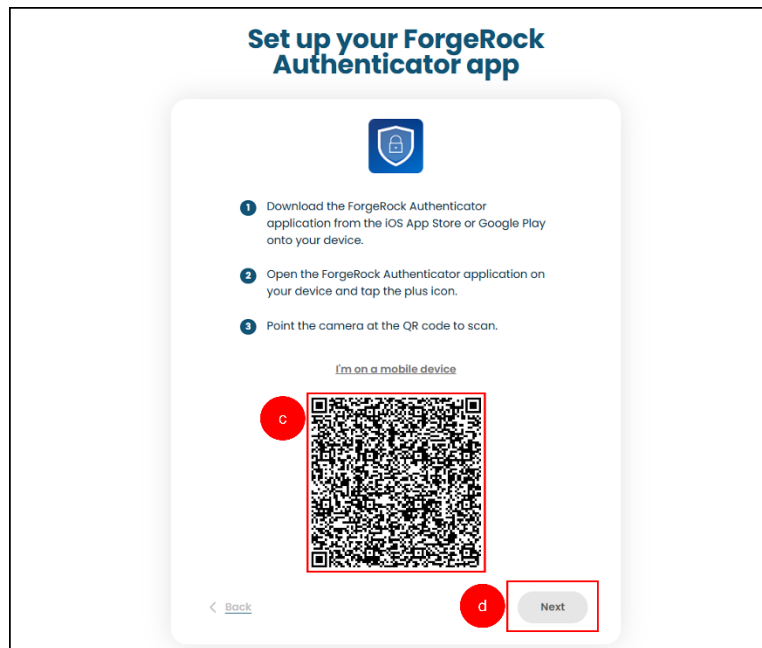 Set up your ForgeRock
Authenticator app
1 Download the ForgeRock Authenticator
application from the iOS App Store or Google Play
onto your device.
2 Open the ForgeRock Authenticator application on
your device and tap the plus icon.
3 Point the camera at the QR code to scan.
I'm on a mobile device
c
Back
d
Next